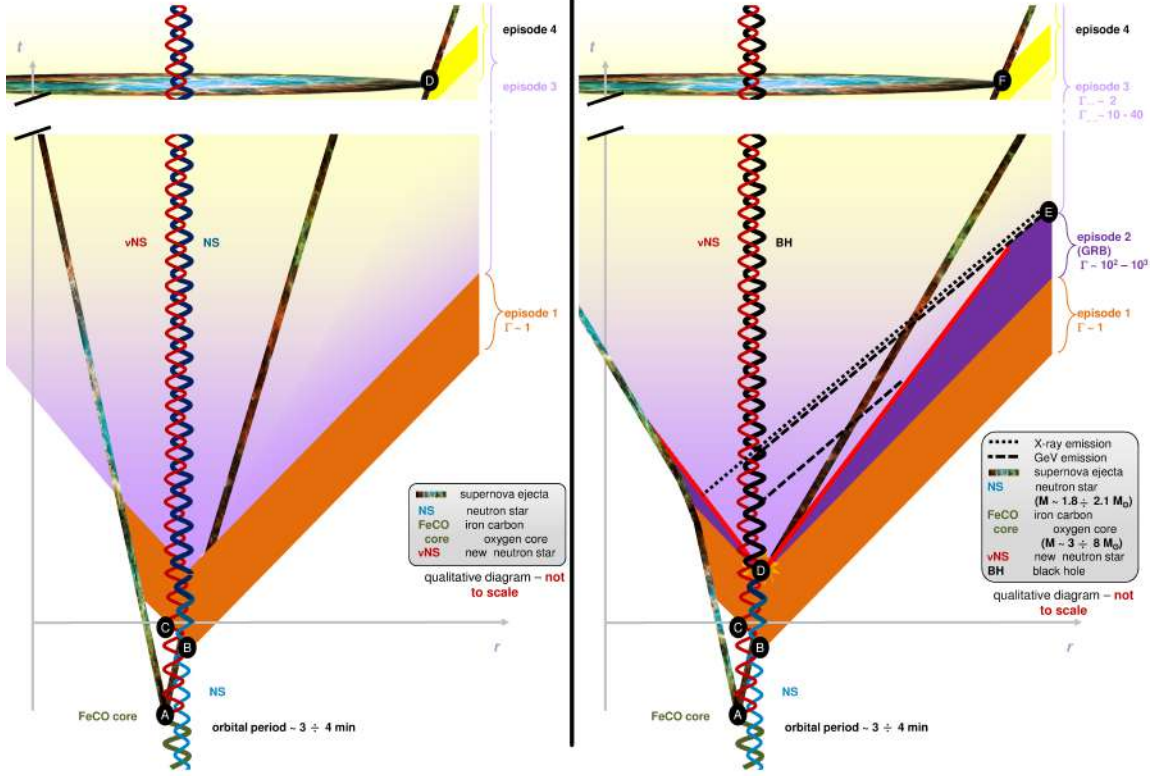 t
episode 4
D
episode 3
νNS
NS
episode 1
Γ ~ 1
supernova ejecta
NS neutron star
FeCO iron carbon
core oxygen core
νNS new neutron star
qualitative diagram – not
to scale
C
B
r
NS
A
FeCO core
orbital period ~ 3 ÷ 4 min
t
episode 4
F
episode 3
Γ ~ 2
Γ ~ 10 - 40
νNS
BH
E
episode 2
(GRB)
Γ ~ 10² – 10³
episode 1
Γ ~ 1
X-ray emission
GeV emission
supernova ejecta
NS neutron star
(M ~ 1.8 ÷ 2.1 M⊙)
FeCO iron carbon
core oxygen core
(M ~ 3 ÷ 8 M⊙)
νNS new neutron star
BH black hole
qualitative diagram – not
to scale
D
C
B
r
NS
A
FeCO core
orbital period ~ 3 ÷ 4 min